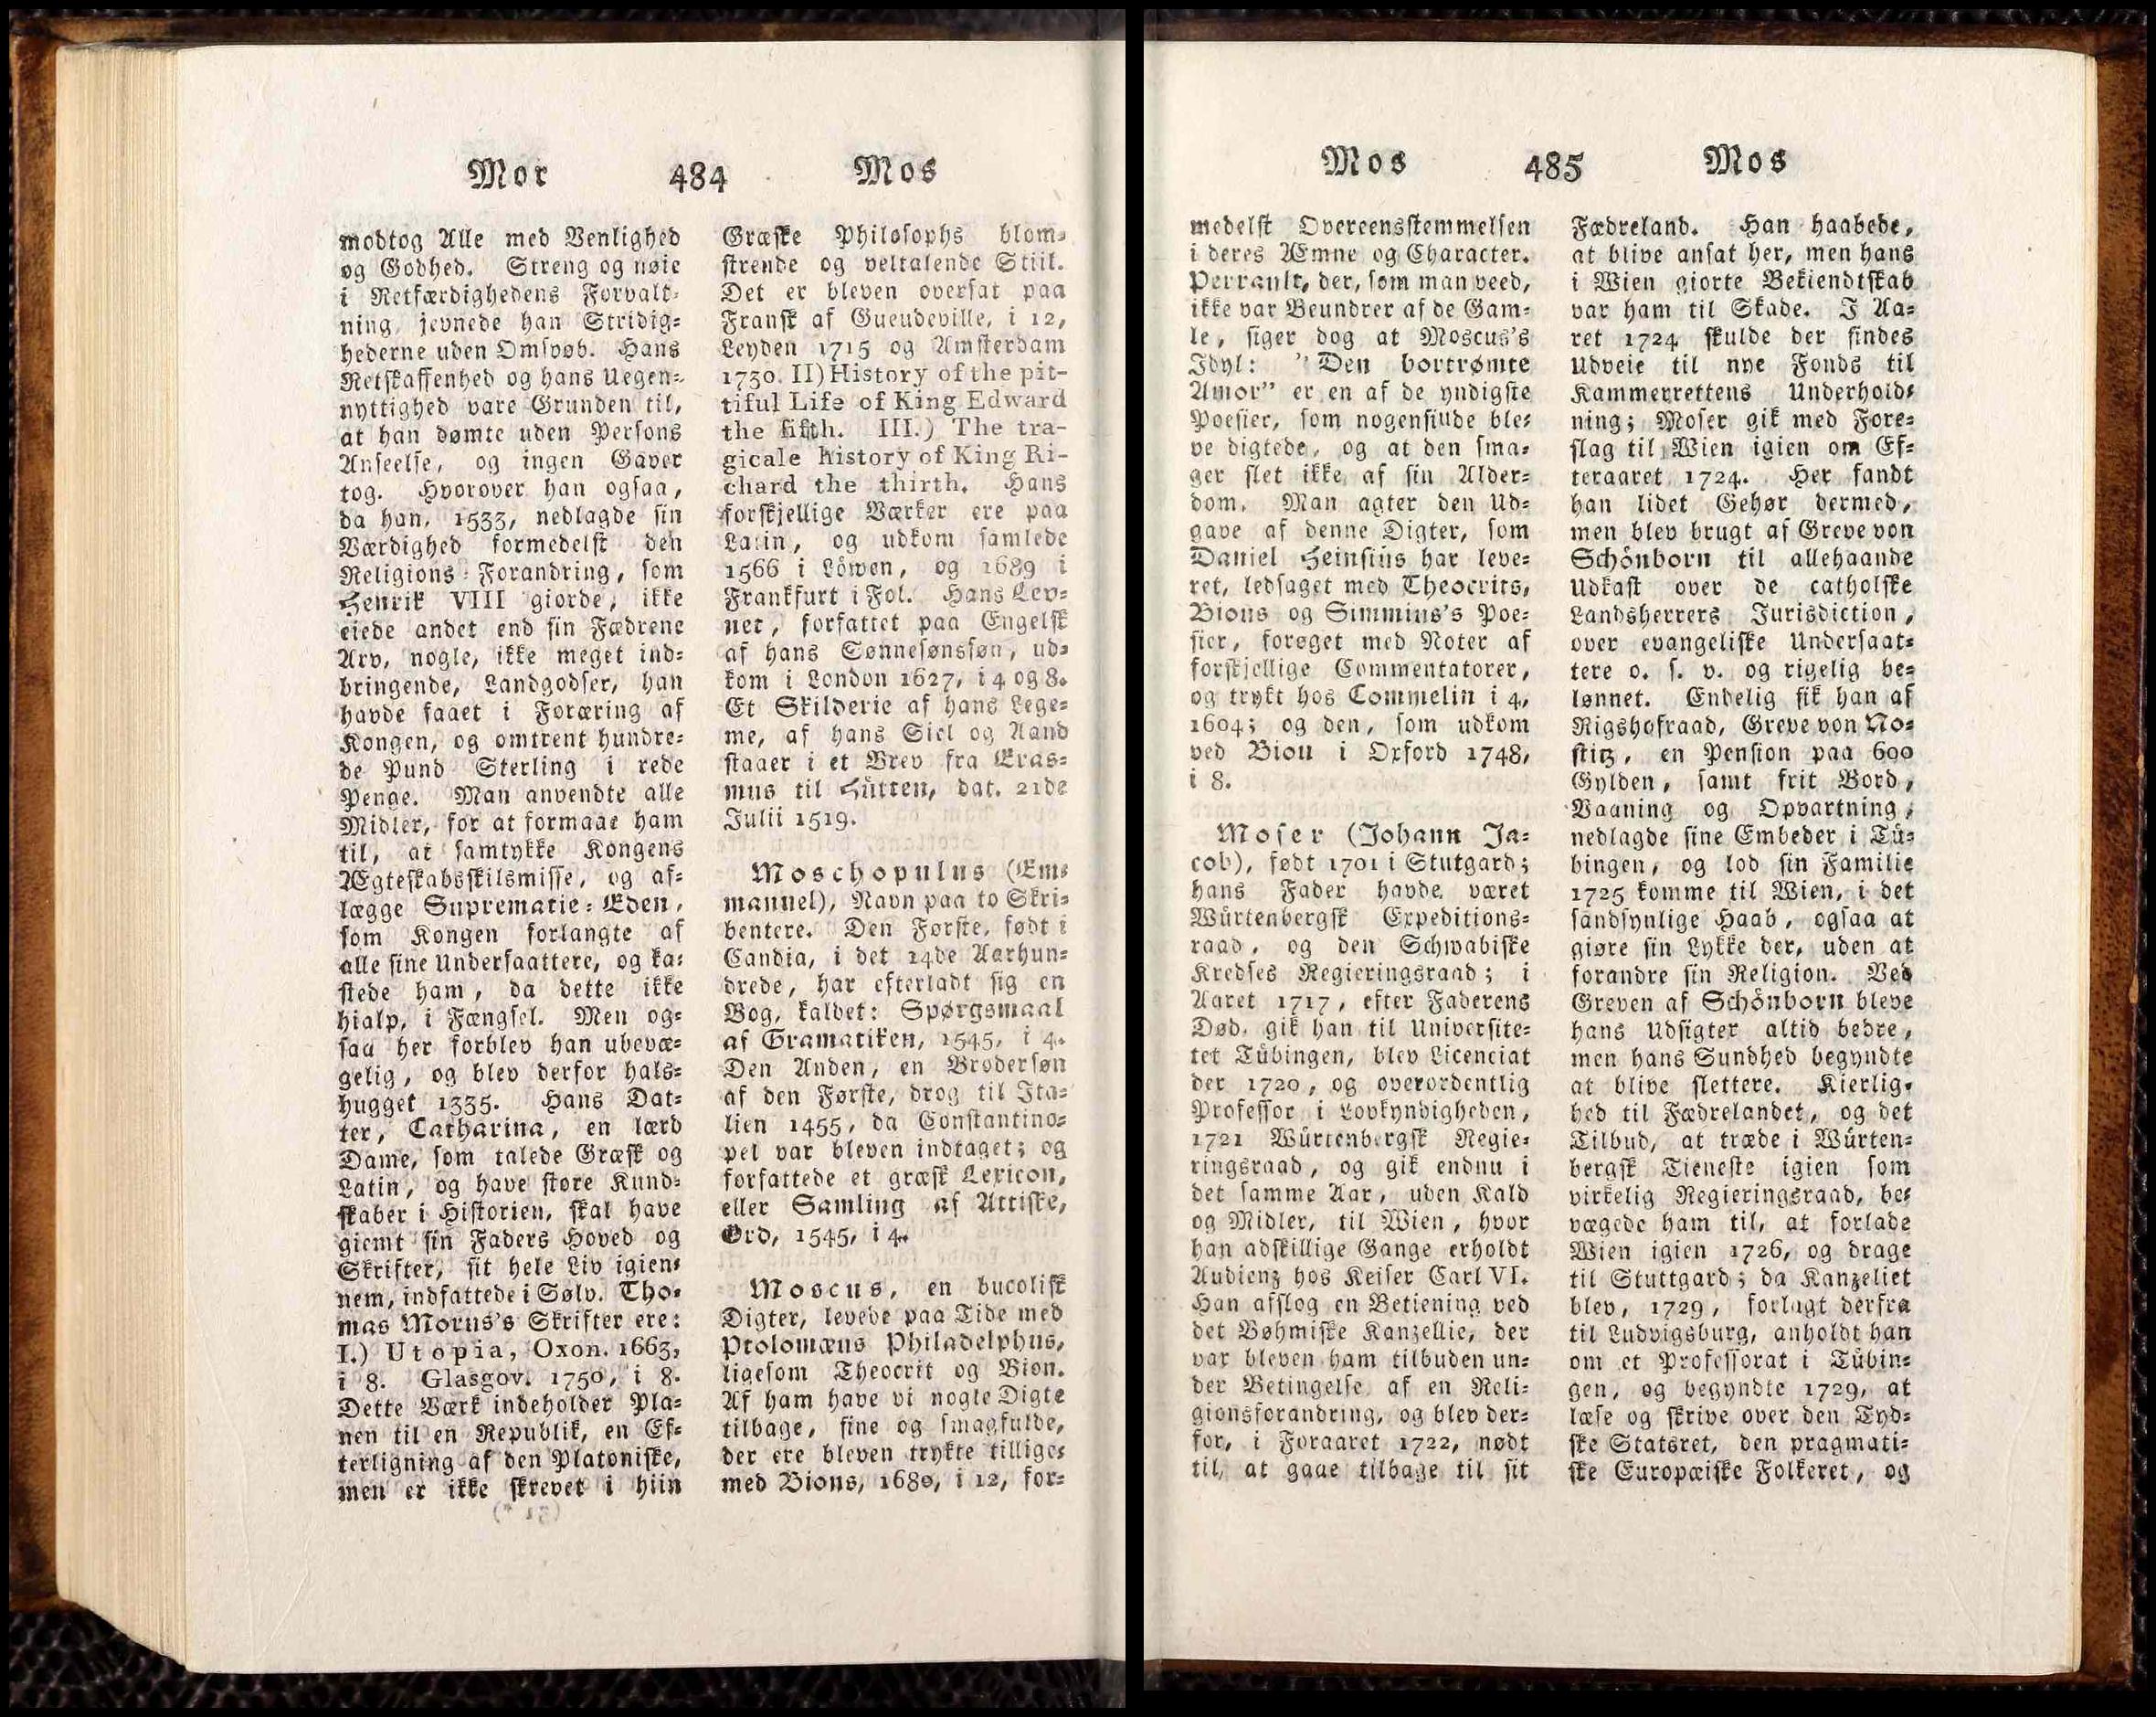 Mor 484 Mos
modtog Alle med Venlighed
og Godhed. Streng og nøie
i Retfærdighedens Forvalt-
ning jevnede han Stridig-
hederne uden Omsvøb. Hans
Retskaffenhed og hans Uegen-
nyttighed vare Grunden til,
at han dømte uden Persons
Anseelse, og ingen Gaver
tog. Hvorover han ogsaa,
da han, 1533, nedlagde sin
Værdighed formedelst den
Religions-Forandring, som
Henrik VIII giorde, ikke
eiede andet end sin Fædrene
Arv, nogle, ikke meget ind-
bringende, Landgodser, han
havde faaet i Foræring af
Kongen, og omtrent hundre-
de Pund Sterling i rede
Penge. Man anvendte alle
Midler, for at formaae ham
til, at samtykke Kongens
Ægteskabsskilsmisse, og af-
lægge Suprematie-Eden,
som Kongen forlangte af
alle sine Undersaattere, og ka-
stede ham, da dette ikke
hialp, i Fængsel. Men og-
saa her forblev han ubevæ-
gelig, og blev derfor hals-
hugget 1335. Hans Dat-
ter, Catharina, en lærd
Dame, som talede Græsk og
Latin, og have store Kund-
skaber i Historien, skal have
giemt sin Faders Hoved og
Skrifter, sit hele Liv igien-
nem, indfattede i Sølv. Tho-
mas Morus's Skrifter ere:
I.) Utopia, Oxon. 1663,
i 8. Glasgov. 1750, i 8.
Dette Værk indeholder Pla-
nen til en Republik, en Ef-
terligning af den Platoniske,
men er ikke skrevet i hiin
Græske Philosophs blom-
strende og veltalende Stiil.
Det er bleven oversat paa
Fransk af Gueudeville, i 12,
Leyden 1715 og Amsterdam
1730. II) History of the pit-
tiful Life of King Edward
the fifth. III.) The tra-
gicale history of King Ri-
chard the thirth. Hans
forskjellige Værker ere paa
Latin, og udkom samlede
1566 i Löwen, og 1689 i
Frankfurt i Fol. Hans Lev-
net, forfattet paa Engelsk
af hans Sønnesønssøn, ud-
kom i London 1627, i 4 og 8.
Et Skilderie af hans Lege-
me, af hans Siel og Aand
staaer i et Brev fra Eras-
mus til Hütten, dat. 21de
Julii 1519.
Moschopulus (Em-
manuel), Navn paa to Skri-
bentere. Den Første, født i
Candia, i det 14de Aarhun-
drede, har efterladt sig en
Bog, kaldet: Spørgsmaal
af Gramatiken, 1545, i 4.
Den Anden, en Brodersøn
af den Første, drog til Ita-
lien 1455, da Constantino-
pel var bleven indtaget; og
forfattede et græsk Lexicon,
eller Samling af Attiske,
Ord, 1545, i 4.
Moscus, en bucolisk
Digter, levede paa Tide med
Ptolomæus Philadelphus,
ligesom Theocrit og Bion.
Af ham have vi nogle Digte
tilbage, fine og smagfulde,
der ere bleven trykte tillige-
med Bions, 1680, i 12, for-
Mos 485 Mos
medelst Overeensstemmelsen
i deres Æmne og Character.
Perrault, der, som man veed,
ikke var Beundrer af de Gam-
le, siger dog at Moscus's
Idyl: "Den bortrømte
Amor" er en af de yndigste
Poesier, som nogensiude ble-
ve digtede, og at den sma-
ger slet ikke af sin Alder-
dom. Man agter den Ud-
gave af denne Digter, som
Daniel Heinsius har leve-
ret, ledsaget med Theocrits,
Bions og Simmius's Poe-
sier, forøget med Noter af
forskjellige Commentatorer,
og trykt hos Commelin i 4,
1604; og den, som udkom
ved Bion i Oxford 1748,
i 8.
Moser (Johann Ja-
cob), født 1701 i Stutgard;
hans Fader havde været
Würtenbergsk Expeditions-
raad, og den Schwabiske
Kredses Regieringsraad; i
Aaret 1717, efter Faderens
Død, gik han til Universite-
tet Tübingen, blev Licenciat
der 1720, og overordentlig
Professor i Lovkyndigheden,
1721 Würtenbergsk Regie-
ringsraad, og gik endnu i
det samme Aar, uden Kald
og Midler, til Wien, hvor
han adskillige Gange erholdt
Audienz hos Keiser Carl VI.
Han afslog en Betiening ved
det Bøhmiske Kanzellie, der
var bleven ham tilbuden un-
der Betingelse af en Reli-
gionsforandring, og blev der-
for, i Foraaret 1722, nødt
til, at gaae tilbage til sit
Fædreland. Han haabede,
at blive ansat her, men hans
i Wien giorte Bekiendtskab
var ham til Skade. I Aa-
ret 1724 skulde der findes
Udveie til nye Fonds til
Kammerrettens Underhold-
ning; Moser gik med Fore-
slag til Wien igien om Ef-
teraaret 1724. Her fandt
han lidet Gehør dermed,
men blev brugt af Greve von
Schönborn til allehaande
Udkast over de catholske
Landsherrers Jurisdiction,
over evangeliske Undersaat-
tere o. s. v. og rigelig be-
lønnet. Endelig fik han af
Rigshofraad, Greve von No-
stitz, en Pension paa 600
Gylden, samt frit Bord,
Vaaning og Opvartning,
nedlagde sine Embeder i Tü-
bingen, og lod sin Familie
1725 komme til Wien, i det
sandsynlige Haab, ogsaa at
giøre sin Lykke der, uden at
forandre sin Religion. Ved
Greven af Schönborn bleve
hans Udsigter altid bedre,
men hans Sundhed begyndte
at blive slettere. Kierlig-
hed til Fædrelandet, og det
Tilbud, at træde i Würten-
bergsk Tieneste igien som
virkelig Regieringsraad, be-
vægede ham til, at forlade
Wien igien 1726, og drage
til Stuttgard; da Kanzeliet
blev, 1729, forlagt derfra
til Ludvigsburg, anholdt han
om et Professorat i Tübin-
gen, og begyndte 1729, at
læse og skrive over den Tyd-
ske Statsret, den pragmati-
ske Europæiske Folkeret, og